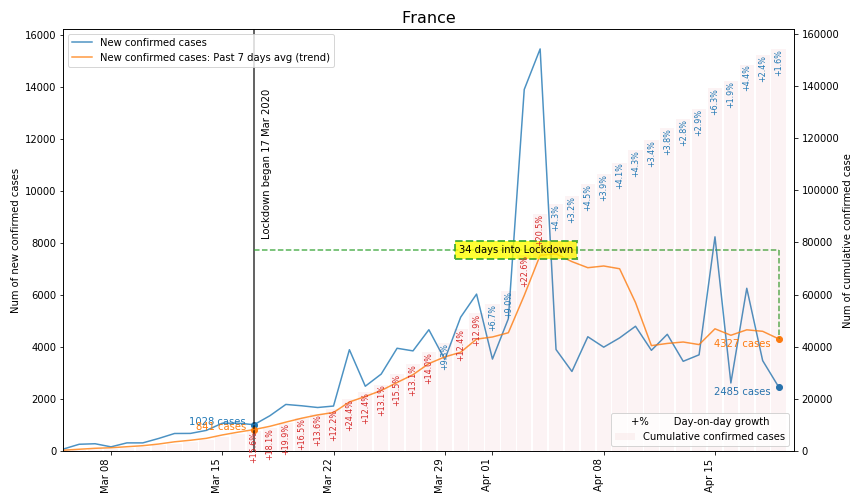 France
New confirmed cases
New confirmed cases: Past 7 days avg (trend)
Num of new confirmed cases
16000
14000
12000
10000
8000
6000
4000
2000
0
Num of cumulative confirmed case
160000
140000
120000
100000
80000
60000
40000
20000
0
Lockdown began 17 Mar 2020
34 days into Lockdown
1028 cases
+18.1%
+19.9%
+16.5%
+13.6%
+12.2%
+24.4%
+12.4%
+13.1%
+15.5%
+13.1%
+14.0%
+12.4%
+12.9%
+6.7%
+9.0%
+22.6%
+20.5%
+4.3%
+3.2%
+4.5%
+3.9%
+4.1%
+4.3%
+3.4%
+3.8%
+2.8%
+2.9%
+6.3%
+1.9%
+4.4%
+2.4%
+1.6%
4327 cases
2485 cases
+% Day-on-day growth
Cumulative confirmed cases
Mar 08
Mar 15
Mar 22
Mar 29
Apr 01
Apr 08
Apr 15